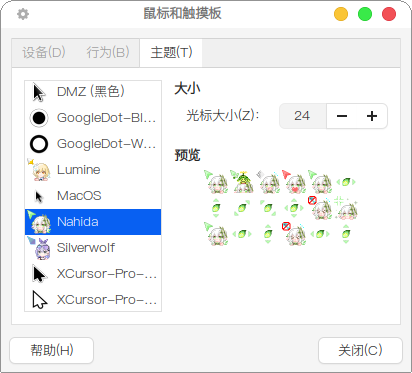 鼠标和触摸板
设备(D) 行为(B) 主题(T)
DMZ (黑色)
GoogleDot-Bl...
GoogleDot-W...
Lumine
MacOS
Nahida
Silverwolf
XCursor-Pro-...
XCursor-Pro-...
大小
光标大小(Z): 24 − +
预览
帮助(H) 关闭(C)